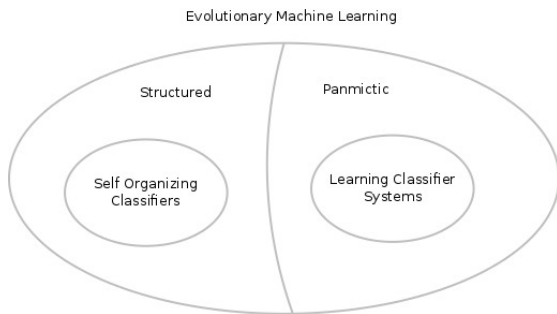 Evolutionary Machine Learning
Structured
Panmictic
Self Organizing
Classifiers
Learning Classifier
Systems